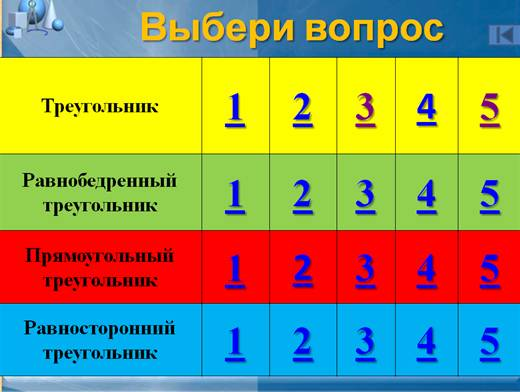 Выбери вопрос
Треугольник 1 2 3 4 5
Равнобедренный
треугольник 1 2 3 4 5
Прямоугольный
треугольник 1 2 3 4 5
Равносторонний
треугольник 1 2 3 4 5